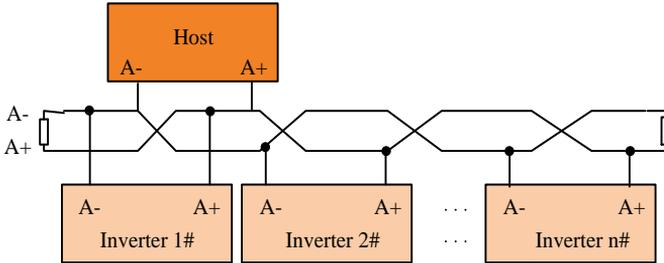 Host
A- A+
A-
A+
A- A+ A- A+ ... A- A+
Inverter 1# Inverter 2# ... Inverter n#